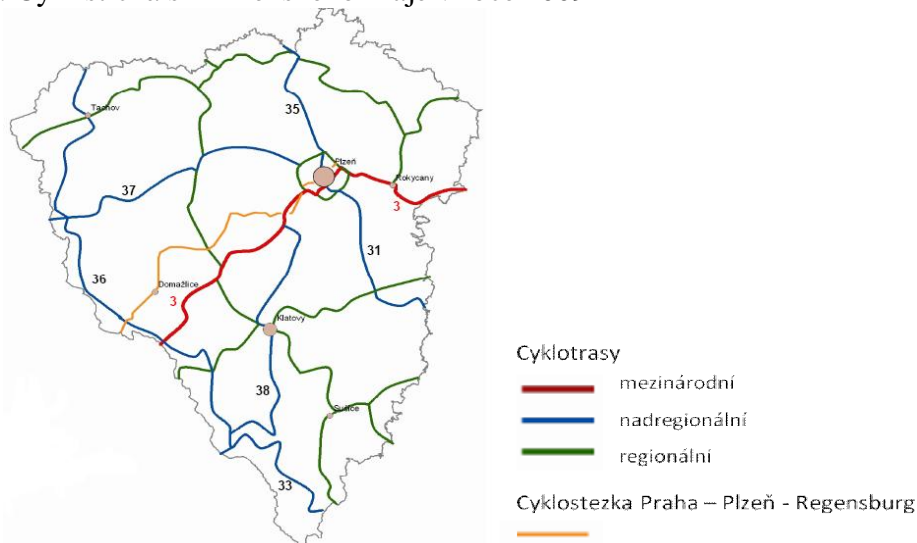 35
Tachov
Plzeň
Rokycany
37
3
31
36
Domažlice
3
Klatovy
38
Sušice
33
Cyklotrasy
mezinárodní
nadregionální
regionální
Cyklostezka Praha – Plzeň - Regensburg